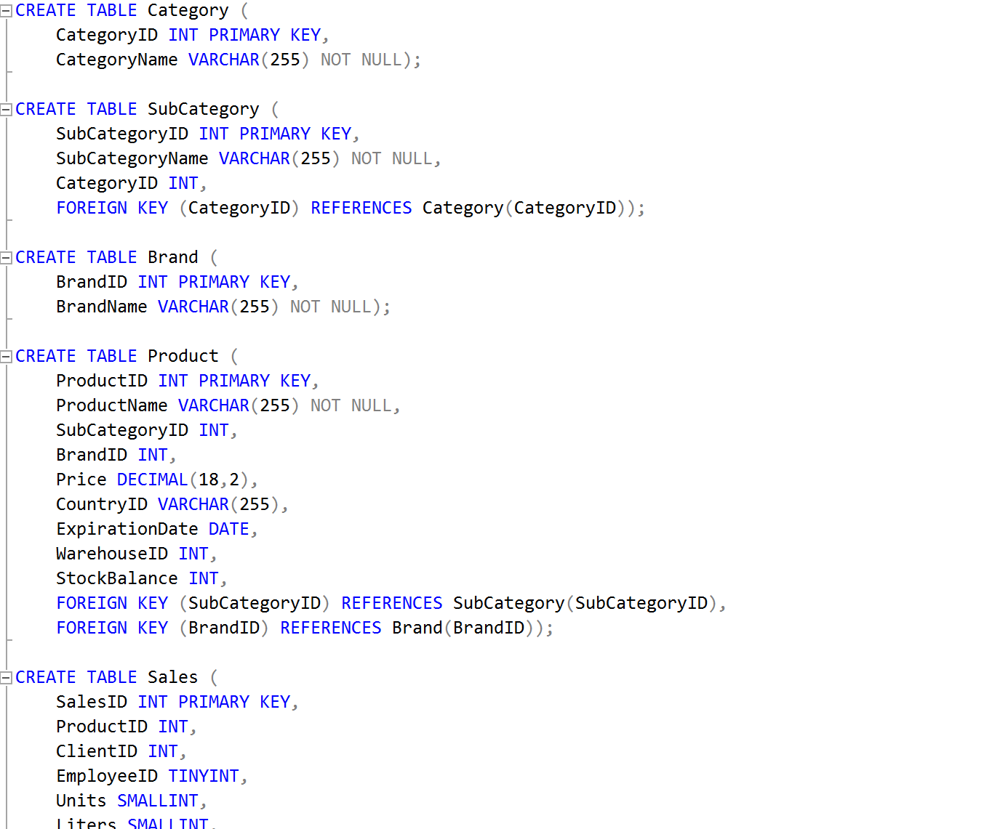 CREATE TABLE Category (
CategoryID INT PRIMARY KEY,
CategoryName VARCHAR(255) NOT NULL);
CREATE TABLE SubCategory (
SubCategoryID INT PRIMARY KEY,
SubCategoryName VARCHAR(255) NOT NULL,
CategoryID INT,
FOREIGN KEY (CategoryID) REFERENCES Category(CategoryID));
CREATE TABLE Brand (
BrandID INT PRIMARY KEY,
BrandName VARCHAR(255) NOT NULL);
CREATE TABLE Product (
ProductID INT PRIMARY KEY,
ProductName VARCHAR(255) NOT NULL,
SubCategoryID INT,
BrandID INT,
Price DECIMAL(18,2),
CountryID VARCHAR(255),
ExpirationDate DATE,
WarehouseID INT,
StockBalance INT,
FOREIGN KEY (SubCategoryID) REFERENCES SubCategory(SubCategoryID),
FOREIGN KEY (BrandID) REFERENCES Brand(BrandID));
CREATE TABLE Sales (
SalesID INT PRIMARY KEY,
ProductID INT,
ClientID INT,
EmployeeID TINYINT,
Units SMALLINT,
Liters SMALLINT,